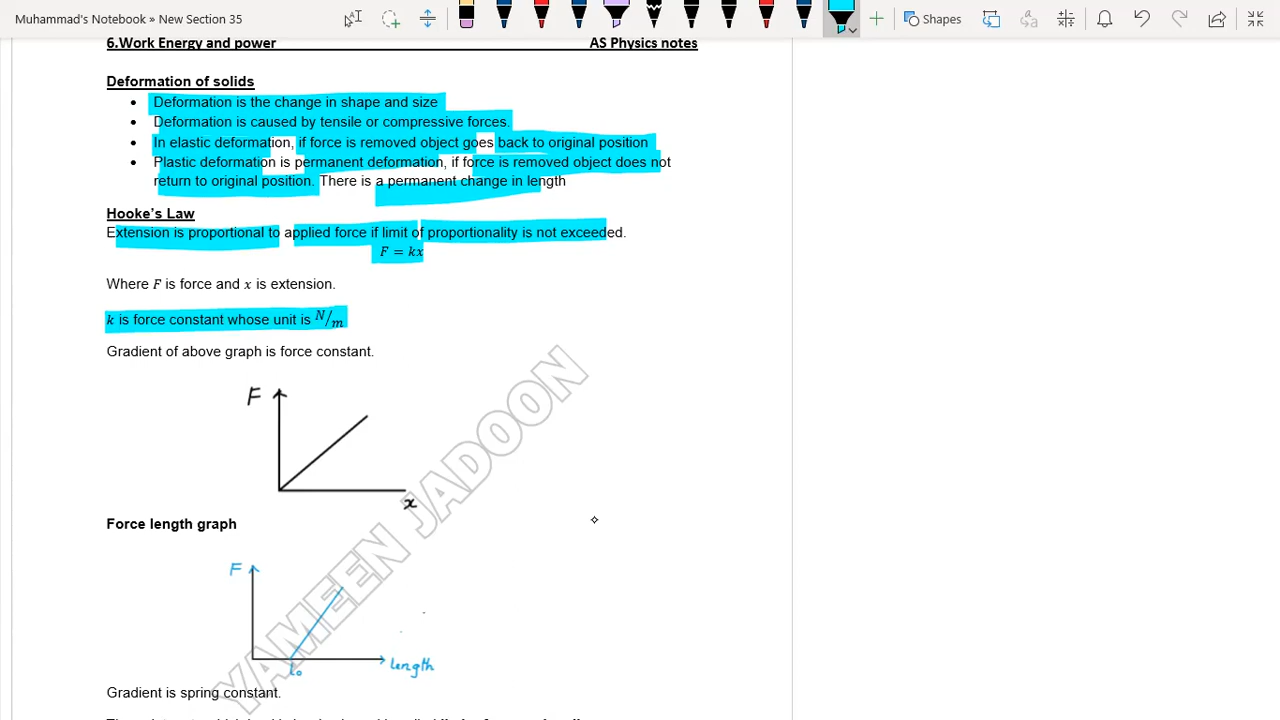 Muhammad's Notebook » New Section 35
Shapes
6.Work Energy and power AS Physics notes
Deformation of solids
• Deformation is the change in shape and size
• Deformation is caused by tensile or compressive forces.
• In elastic deformation, if force is removed object goes back to original position
• Plastic deformation is permanent deformation, if force is removed object does not
return to original position. There is a permanent change in length
Hooke's Law
Extension is proportional to applied force if limit of proportionality is not exceeded.
F = kx
Where F is force and x is extension.
k is force constant whose unit is N/m
Gradient of above graph is force constant.
F
x
YAMEEN JADOON
Force length graph
F
lo
length
Gradient is spring constant.